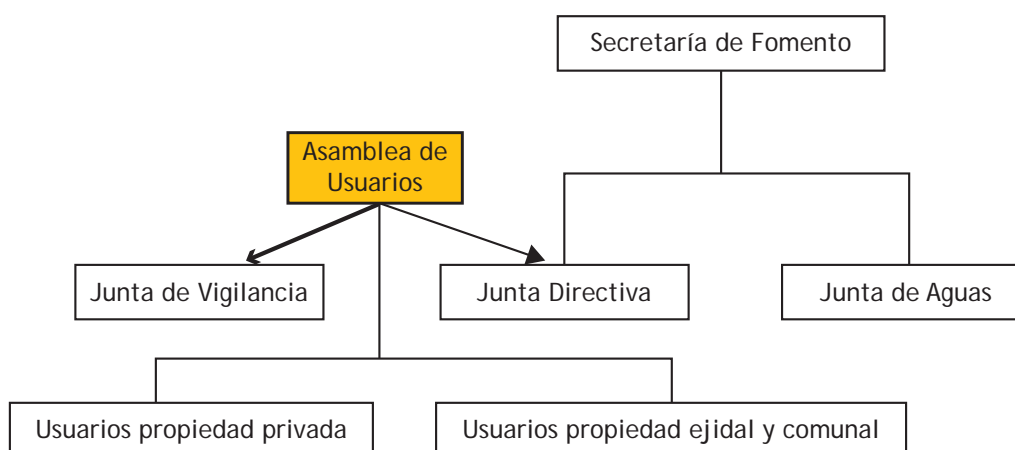 Secretaría de Fomento
Asamblea de
Usuarios
Junta de Vigilancia
Junta Directiva
Junta de Aguas
Usuarios propiedad privada
Usuarios propiedad ejidal y comunal